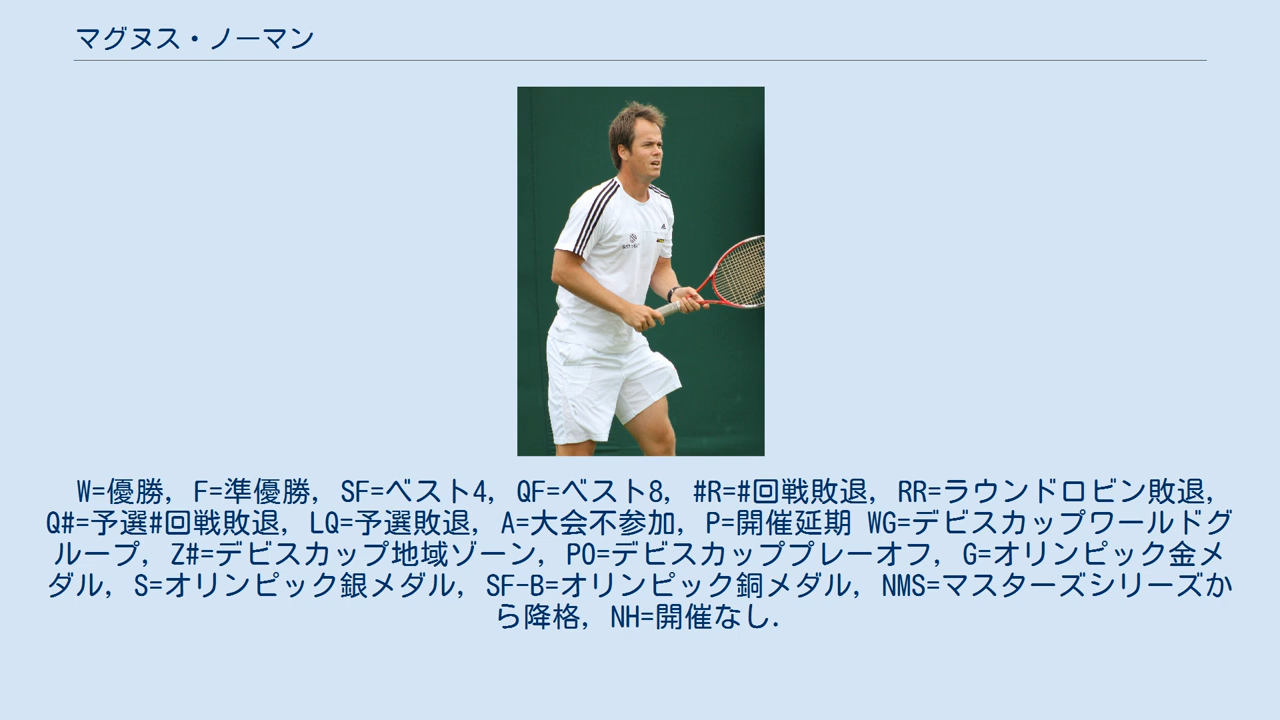 マグヌス・ノーマン
W=優勝, F=準優勝, SF=ベスト4, QF=ベスト8, #R=#回戦敗退, RR=ラウンドロビン敗退,
Q#=予選#回戦敗退, LQ=予選敗退, A=大会不参加, P=開催延期 WG=デビスカップワールドグ
ループ, Z#=デビスカップ地域ゾーン, PO=デビスカッププレーオフ, G=オリンピック金メ
ダル, S=オリンピック銀メダル, SF-B=オリンピック銅メダル, NMS=マスターズシリーズか
ら降格, NH=開催なし.